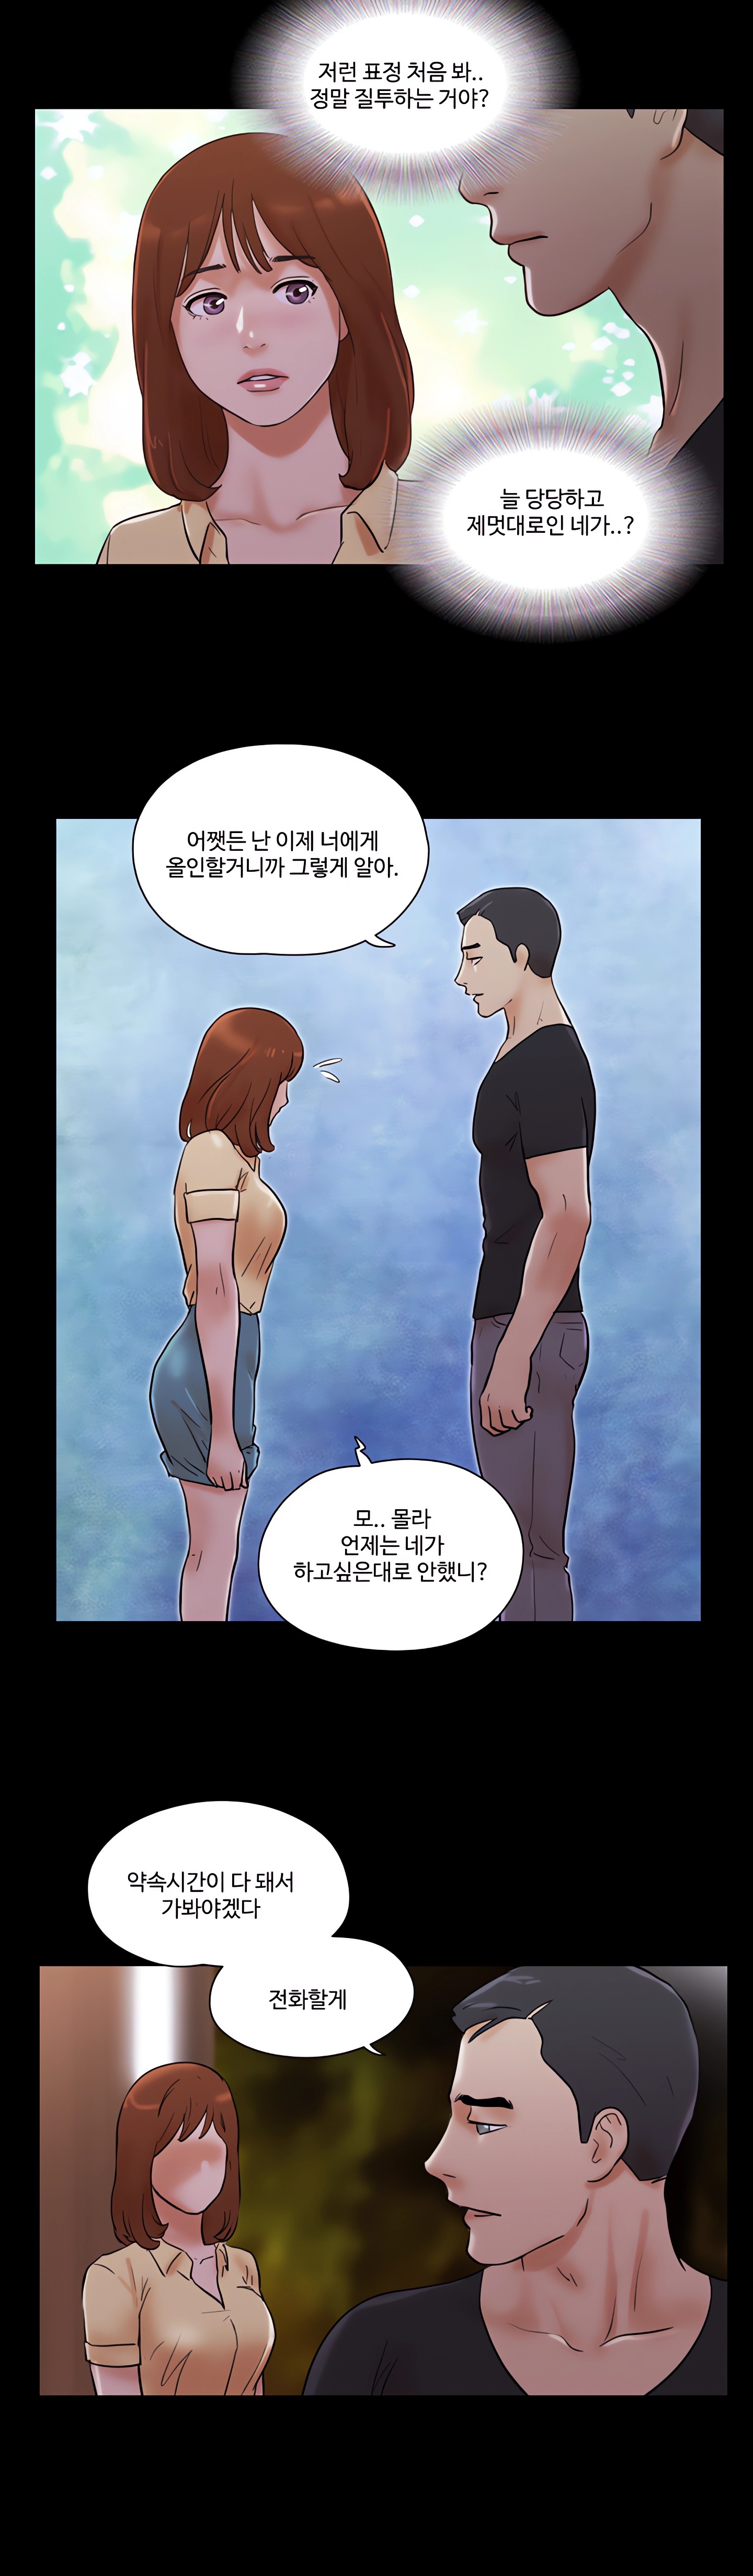 저런 표정 처음 봐..
정말 질투하는 거야?
늘 당당하고
제멋대로인 네가..?
어쨋든 난 이제 너에게
올인할거니까 그렇게 알아.
모.. 몰라
언제는 네가
하고싶은대로 안했니?
약속시간이 다 돼서
가봐야겠다
전화할게